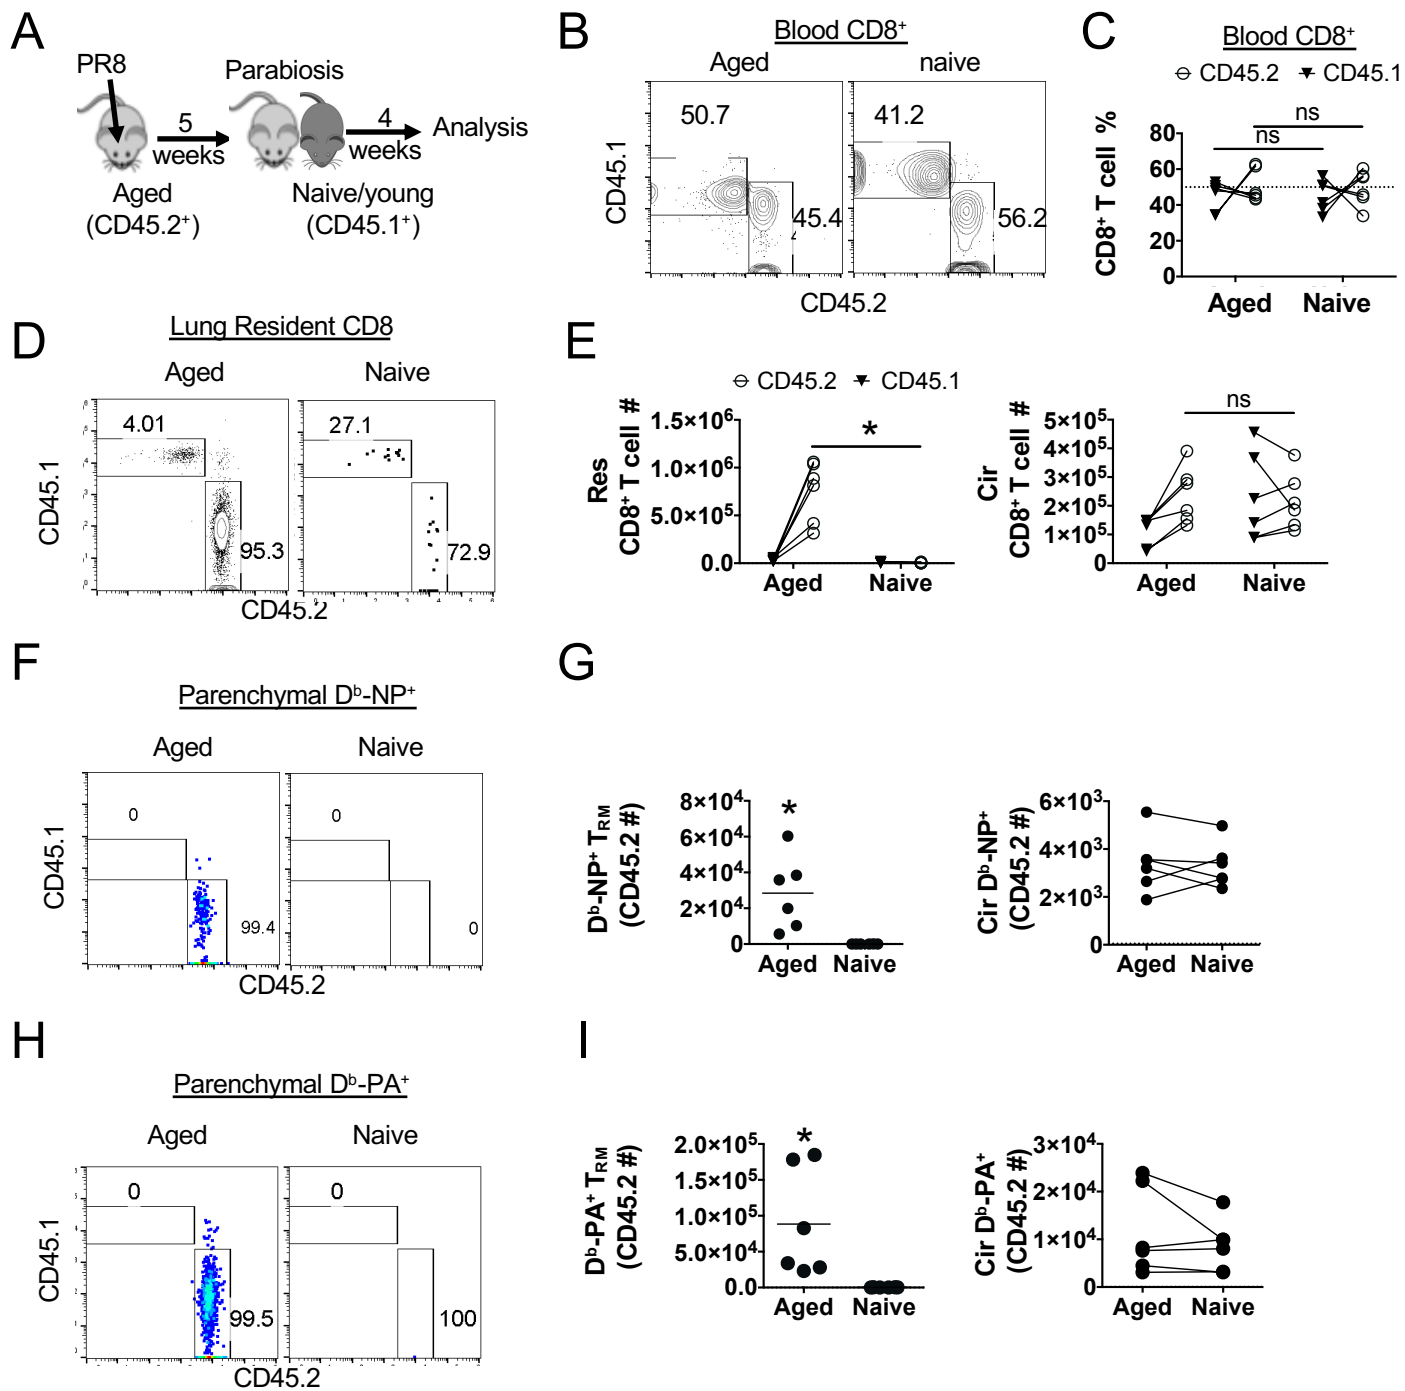 A
PR8
Parabiosis
5
weeks
4
weeks
Analysis
Aged
(CD45.2⁺)
Naive/young
(CD45.1⁺)
B
Blood CD8⁺
Aged
naive
50.7
41.2
45.4
56.2
CD45.1
CD45.2
C
Blood CD8⁺
CD45.2
CD45.1
ns
ns
CD8⁺ T cell %
80
60
40
20
0
Aged
Naive
D
Lung Resident CD8
Aged
Naive
4.01
27.1
95.3
72.9
CD45.1
CD45.2
E
CD45.2
CD45.1
Res
CD8⁺ T cell #
1.5×10⁶
1.0×10⁶
5.0×10⁵
0.0
*
Aged
Naive
Cir
CD8⁺ T cell #
5×10⁵
4×10⁵
3×10⁵
2×10⁵
1×10⁵
0
ns
Aged
Naive
F
Parenchymal Dᵇ-NP⁺
Aged
Naive
0
0
99.4
0
CD45.1
CD45.2
G
Dᵇ-NP⁺ TRM
(CD45.2 #)
8×10⁴
6×10⁴
4×10⁴
2×10⁴
0
*
Aged
Naive
Cir Dᵇ-NP⁺
(CD45.2 #)
6×10³
4×10³
2×10³
0
Aged
Naive
H
Parenchymal Dᵇ-PA⁺
Aged
Naive
0
0
99.5
100
CD45.1
CD45.2
I
Dᵇ-PA⁺ TRM
(CD45.2 #)
2.0×10⁵
1.5×10⁵
1.0×10⁵
5.0×10⁴
0.0
*
Aged
Naive
Cir Dᵇ-PA⁺
(CD45.2 #)
3×10⁴
2×10⁴
1×10⁴
0
Aged
Naive